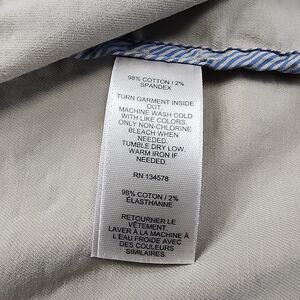 98% COTTON / 2%
SPANDEX
TURN GARMENT INSIDE
OUT.
MACHINE WASH COLD
WITH LIKE COLORS.
ONLY NON-CHLORINE
BLEACH WHEN
NEEDED.
TUMBLE DRY LOW.
WARM IRON IF
NEEDED.
RN 134578
98% COTON / 2%
ELASTHANNE
RETOURNER LE
VÊTEMENT.
LAVER À LA MACHINE À
L'EAU FROIDE AVEC
DES COULEURS
SIMILAIRES.